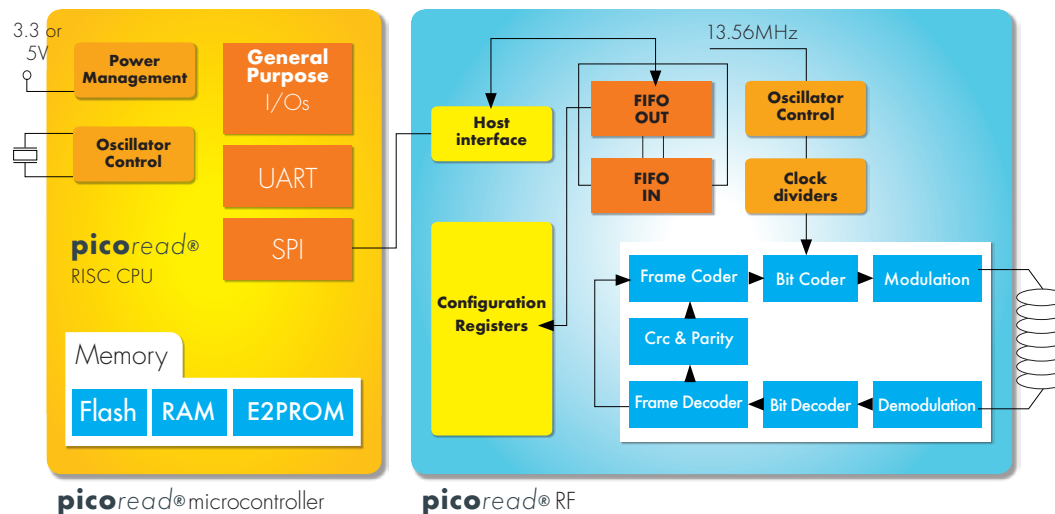 3.3 or
5V
Power
Management
Oscillator
Control
General
Purpose
I/Os
UART
SPI
picoread®
RISC CPU
Memory
Flash
RAM
E2PROM
picoread® microcontroller
13.56MHz
Host
interface
FIFO
OUT
FIFO
IN
Oscillator
Control
Clock
dividers
Configuration
Registers
Frame Coder
Bit Coder
Modulation
Crc & Parity
Frame Decoder
Bit Decoder
Demodulation
picoread® RF